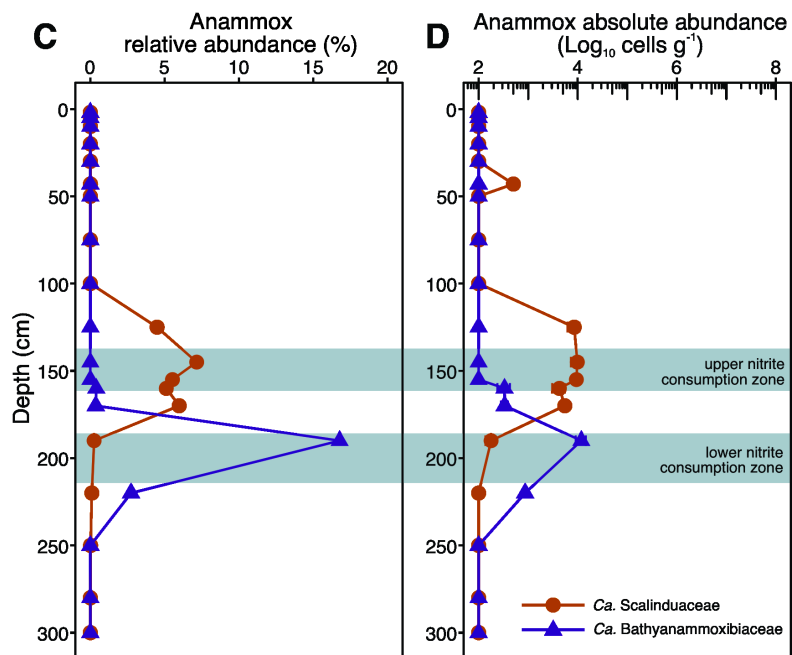 C
Anammox
relative abundance (%)
0 5 10 15 20
D
Anammox absolute abundance
(Log₁₀ cells g⁻¹)
2 4 6 8
Depth (cm)
0
50
100
150
200
250
300
upper nitrite
consumption zone
lower nitrite
consumption zone
Ca. Scalinduaceae
Ca. Bathyanammoxibiaceae